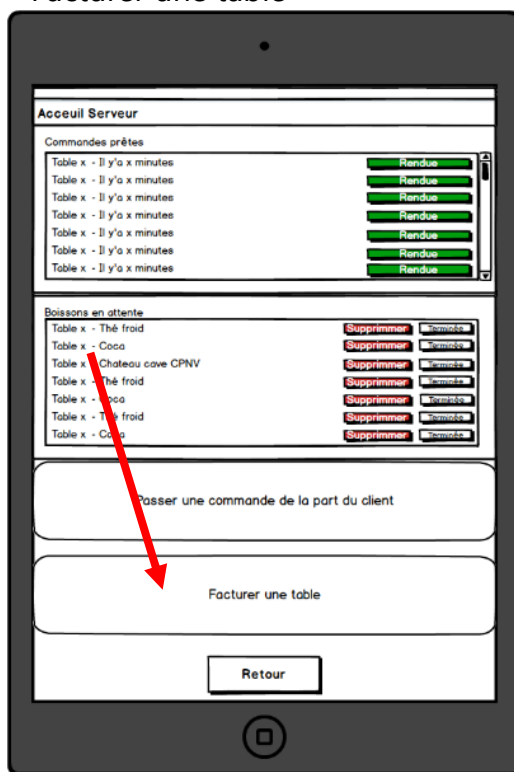 Facturer une table
Acceuil Serveur
Commandes prêtes
Table x - Il y'a x minutes Rendue
Table x - Il y'a x minutes Rendue
Table x - Il y'a x minutes Rendue
Table x - Il y'a x minutes Rendue
Table x - Il y'a x minutes Rendue
Table x - Il y'a x minutes Rendue
Table x - Il y'a x minutes Rendue
Boissons en attente
Table x - Thé froid Supprimmer Terminée
Table x - Coca Supprimmer Terminée
Table x - Chateau cave CPNV Supprimmer Terminée
Table x - Thé froid Supprimmer Terminée
Table x - Coca Supprimmer Terminée
Table x - Thé froid Supprimmer Terminée
Table x - Coca Supprimmer Terminée
Passer une commande de la part du client
Facturer une table
Retour